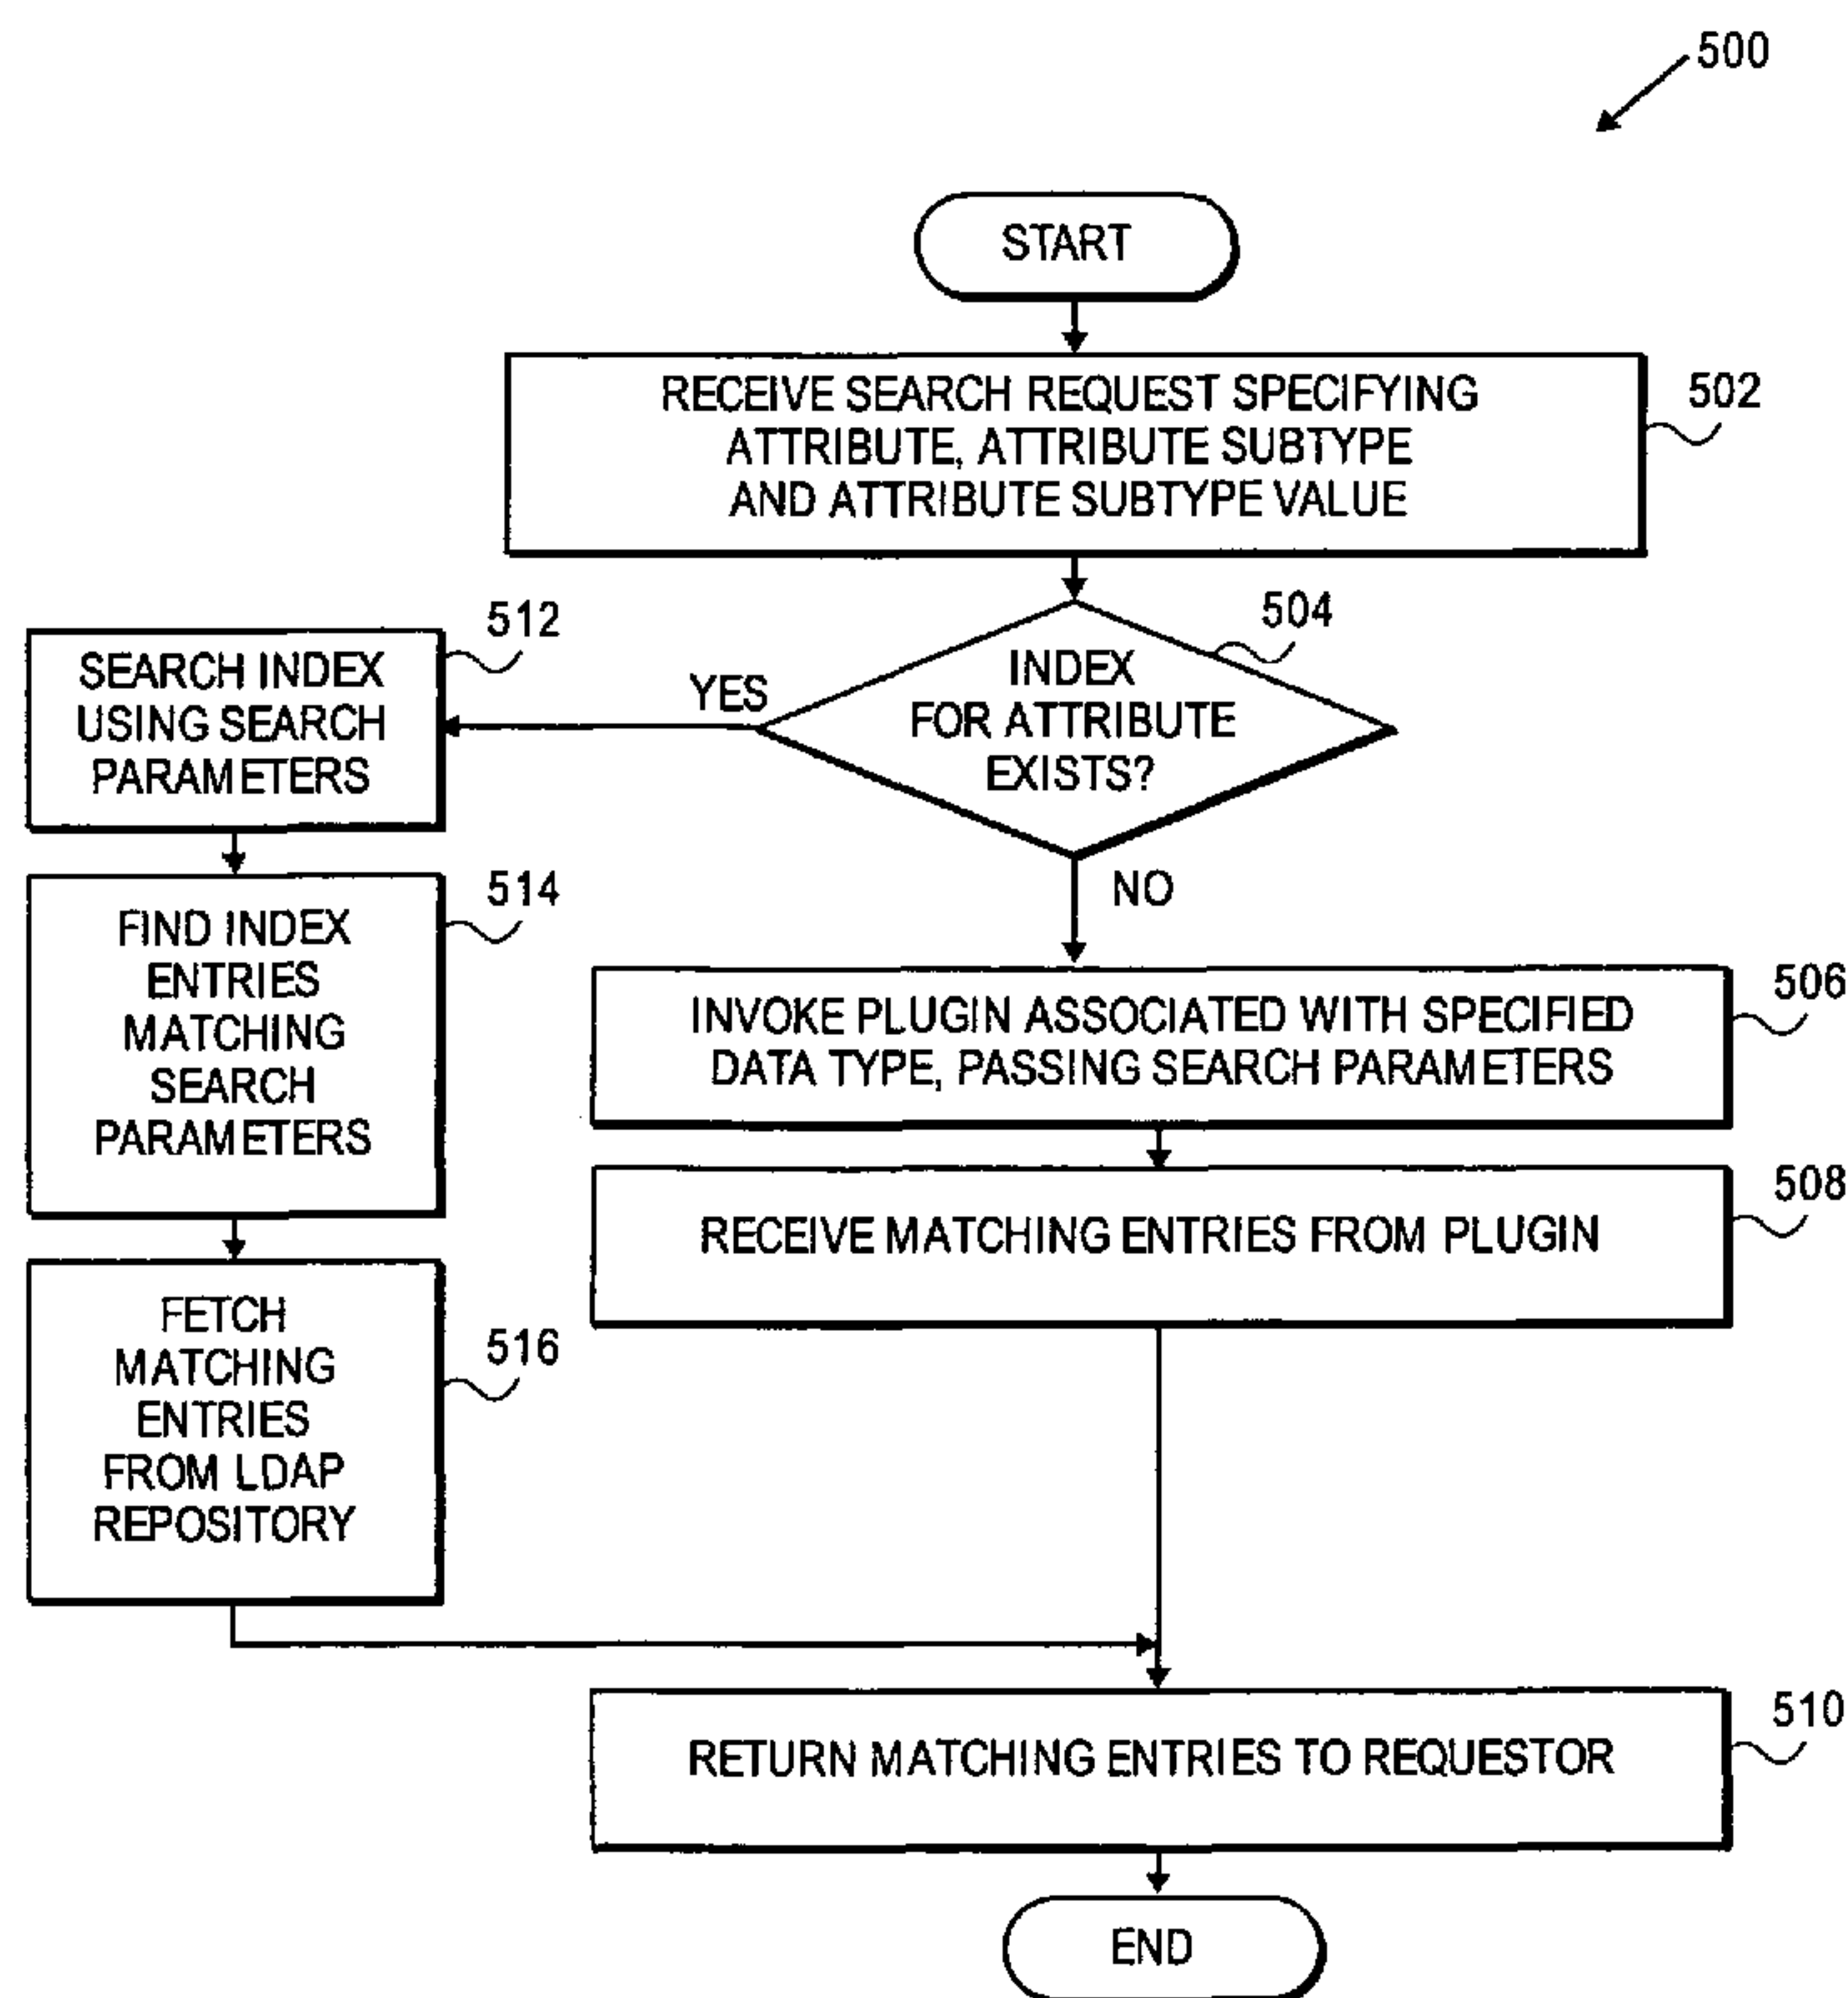 500
START
RECEIVE SEARCH REQUEST SPECIFYING
ATTRIBUTE, ATTRIBUTE SUBTYPE
AND ATTRIBUTE SUBTYPE VALUE
502
504
INDEX
FOR ATTRIBUTE
EXISTS?
YES
NO
512
SEARCH INDEX
USING SEARCH
PARAMETERS
514
FIND INDEX
ENTRIES
MATCHING
SEARCH
PARAMETERS
516
FETCH
MATCHING
ENTRIES
FROM LDAP
REPOSITORY
506
INVOKE PLUGIN ASSOCIATED WITH SPECIFIED
DATA TYPE, PASSING SEARCH PARAMETERS
508
RECEIVE MATCHING ENTRIES FROM PLUGIN
510
RETURN MATCHING ENTRIES TO REQUESTOR
END